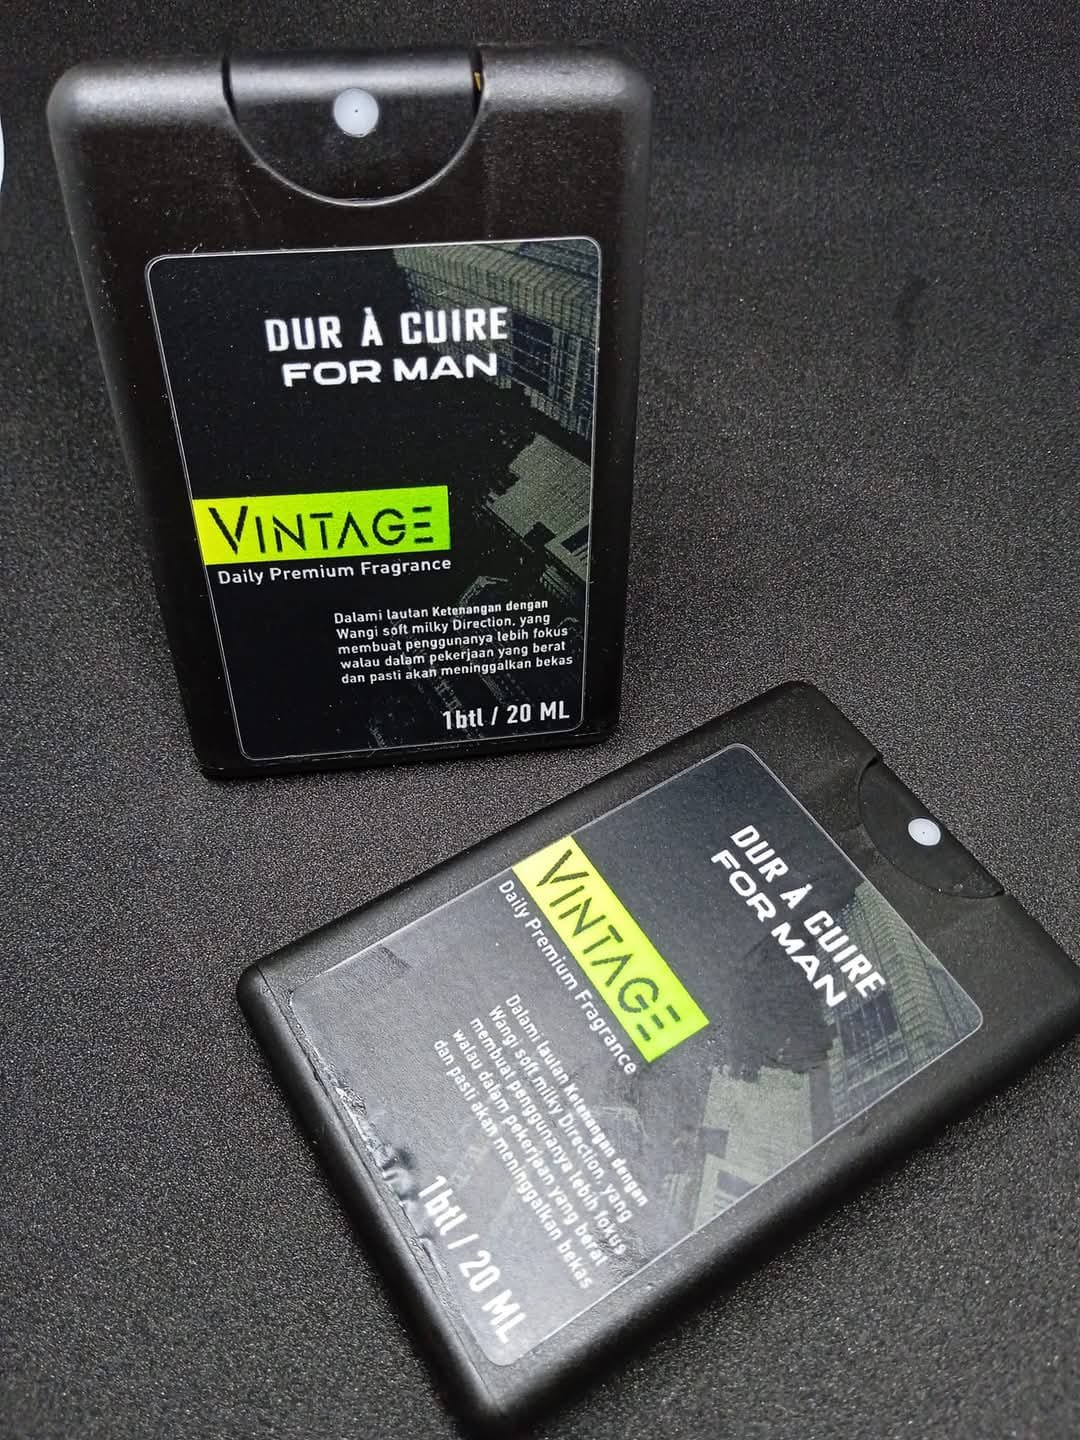 DUR À CUIRE
FOR MAN
VINTAGE
Daily Premium Fragrance
Dalami lautan Ketenangan dengan
Wangi soft milky Direction, yang
membuat penggunanya lebih fokus
walau dalam pekerjaan yang berat
dan pasti akan meninggalkan bekas
1btl / 20 ML
DUR À CUIRE
FOR MAN
VINTAGE
Daily Premium Fragrance
Dalami lautan Ketenangan dengan
Wangi soft milky Direction, yang
membuat penggunanya lebih fokus
walau dalam pekerjaan yang berat
dan pasti akan meninggalkan bekas
1btl / 20 ML